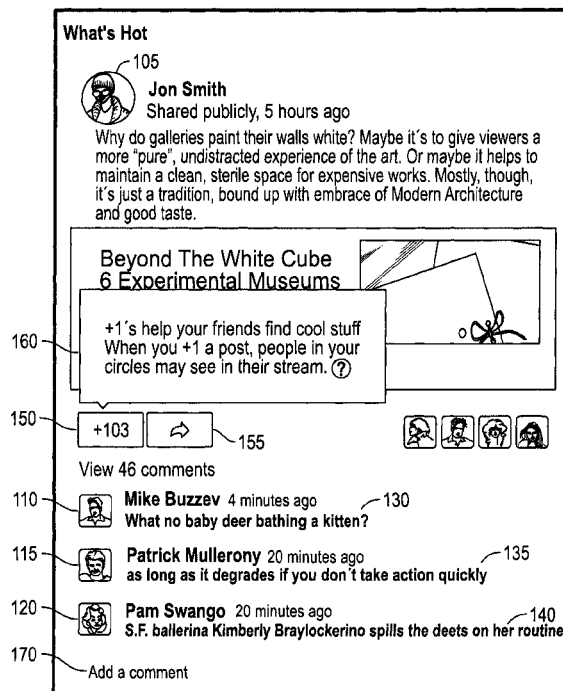 What's Hot
105
Jon Smith
Shared publicly, 5 hours ago
Why do galleries paint their walls white? Maybe it's to give viewers a
more "pure", undistracted experience of the art. Or maybe it helps to
maintain a clean, sterile space for expensive works. Mostly, though,
it's just a tradition, bound up with embrace of Modern Architecture
and good taste.
Beyond The White Cube
6 Experimental Museums
160
+1's help your friends find cool stuff
When you +1 a post, people in your
circles may see in their stream. ?
150
+103
155
View 46 comments
110
Mike Buzzev 4 minutes ago
130
What no baby deer bathing a kitten?
115
Patrick Mullerony 20 minutes ago
135
as long as it degrades if you don't take action quickly
120
Pam Swango 20 minutes ago
140
S.F. ballerina Kimberly Braylockerino spills the deets on her routine
170
Add a comment